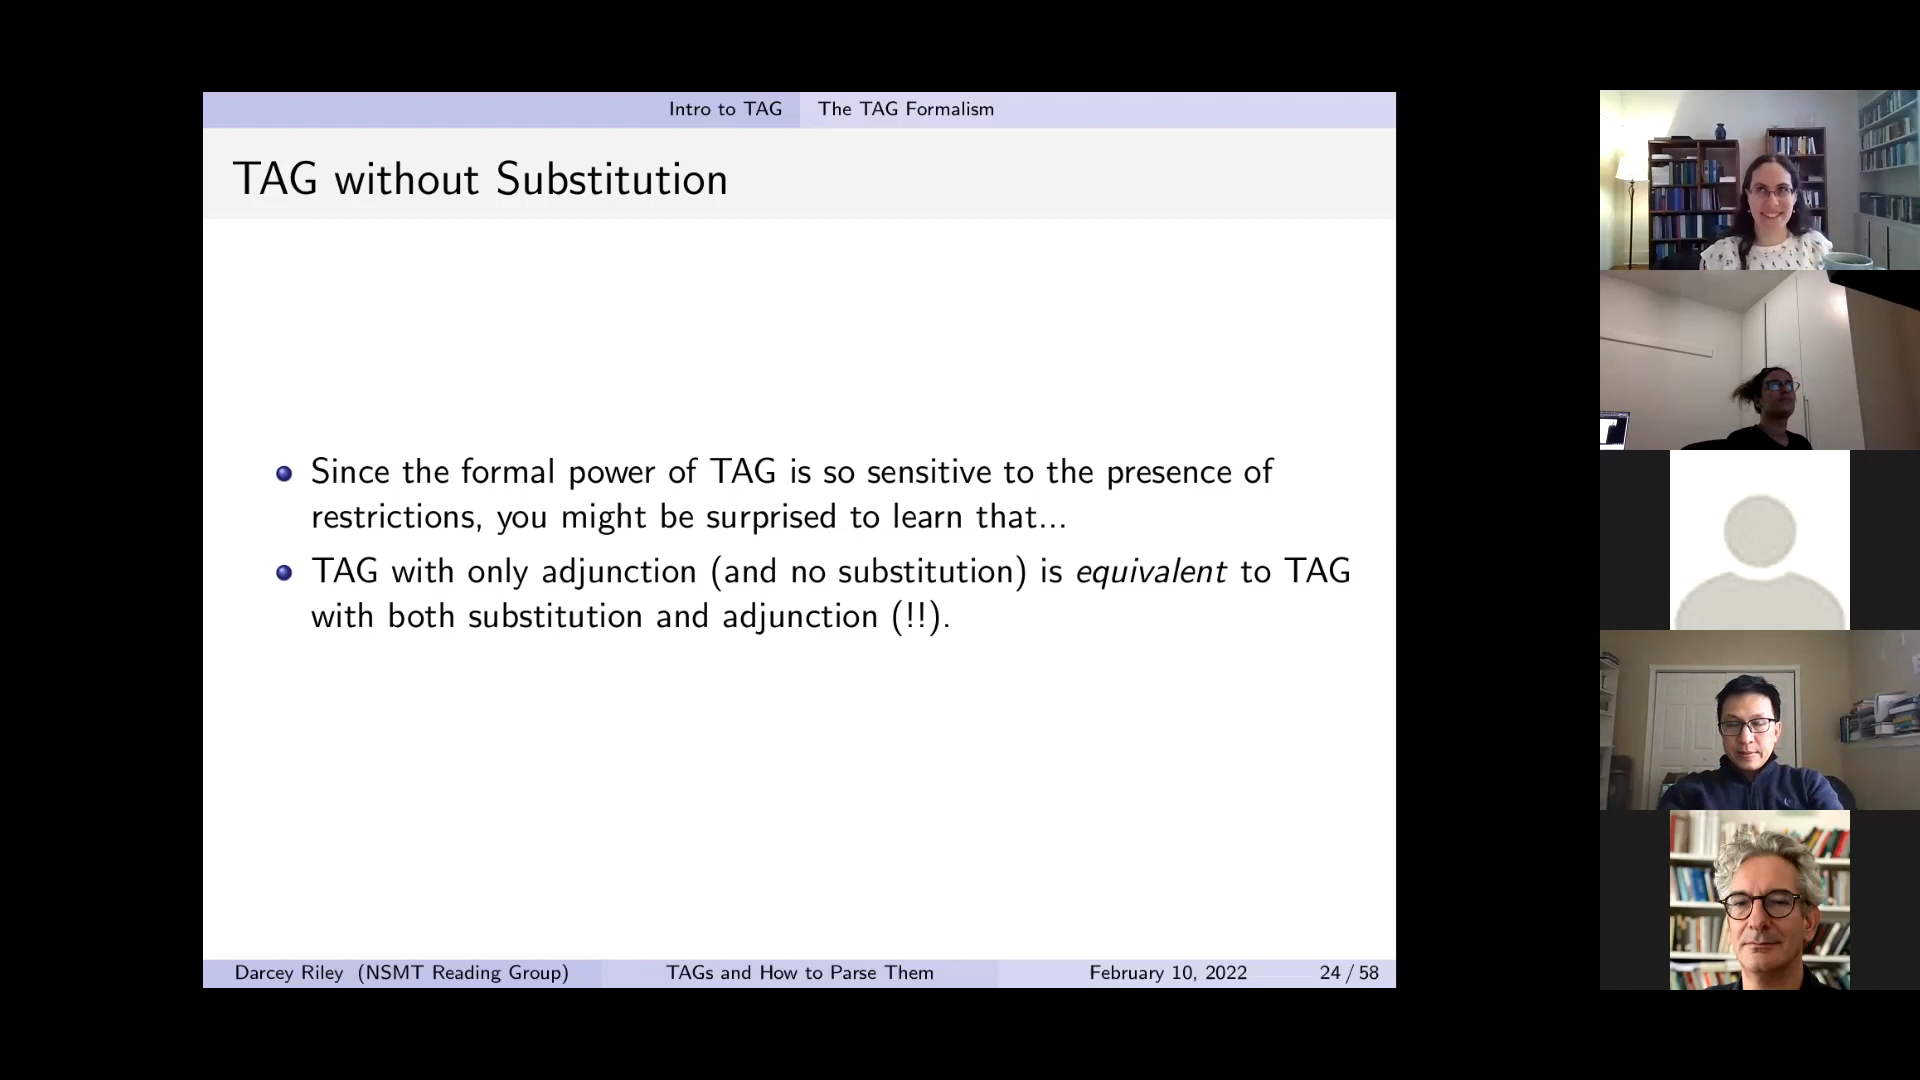 Intro to TAG The TAG Formalism
TAG without Substitution
Since the formal power of TAG is so sensitive to the presence of
restrictions, you might be surprised to learn that...
TAG with only adjunction (and no substitution) is equivalent to TAG
with both substitution and adjunction (!!).
Darcey Riley (NSMT Reading Group) TAGs and How to Parse Them February 10, 2022 24 / 58